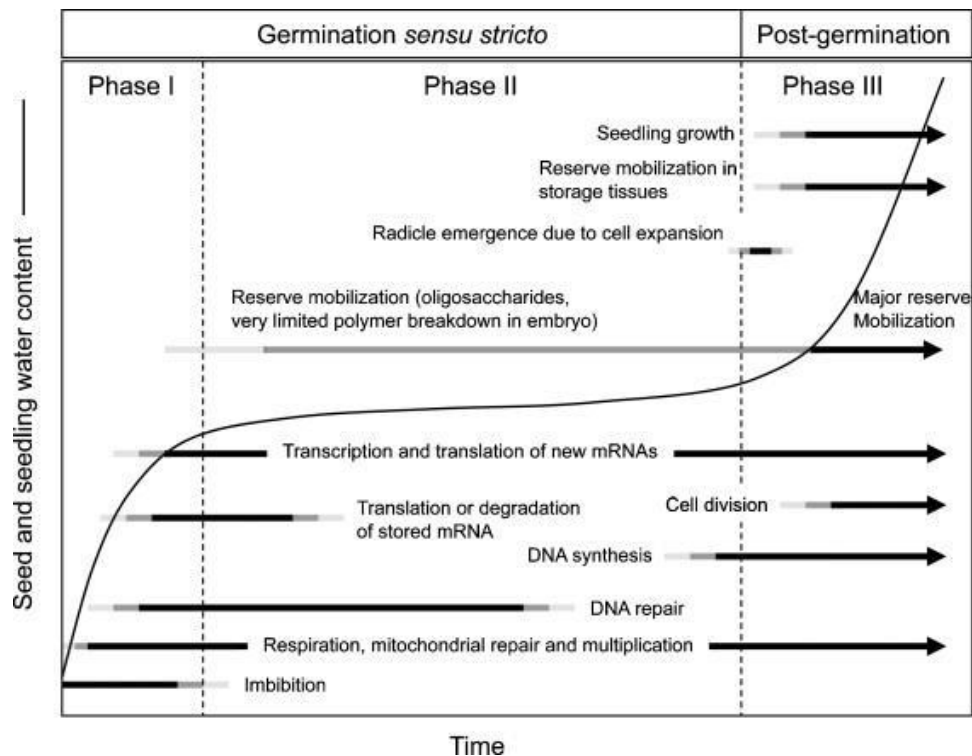 Germination sensu stricto
Post-germination
Phase I
Phase II
Phase III
Seedling growth
Reserve mobilization in
storage tissues
Radicle emergence due to cell expansion
Reserve mobilization (oligosaccharides,
very limited polymer breakdown in embryo)
Major reserve
Mobilization
Transcription and translation of new mRNAs
Translation or degradation
of stored mRNA
Cell division
DNA synthesis
DNA repair
Respiration, mitochondrial repair and multiplication
Imbibition
Seed and seedling water content
Time